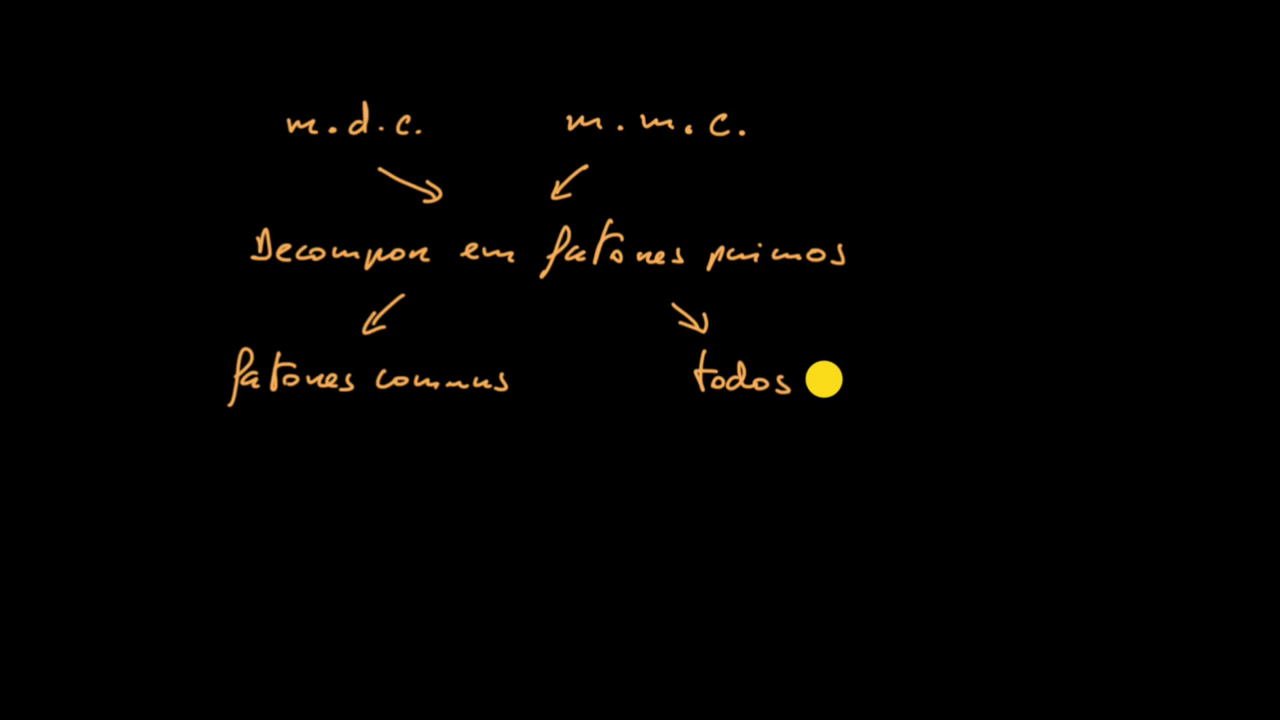 m.d.c. m.m.c.
Decompor em fatores primos
fatores comuns todos